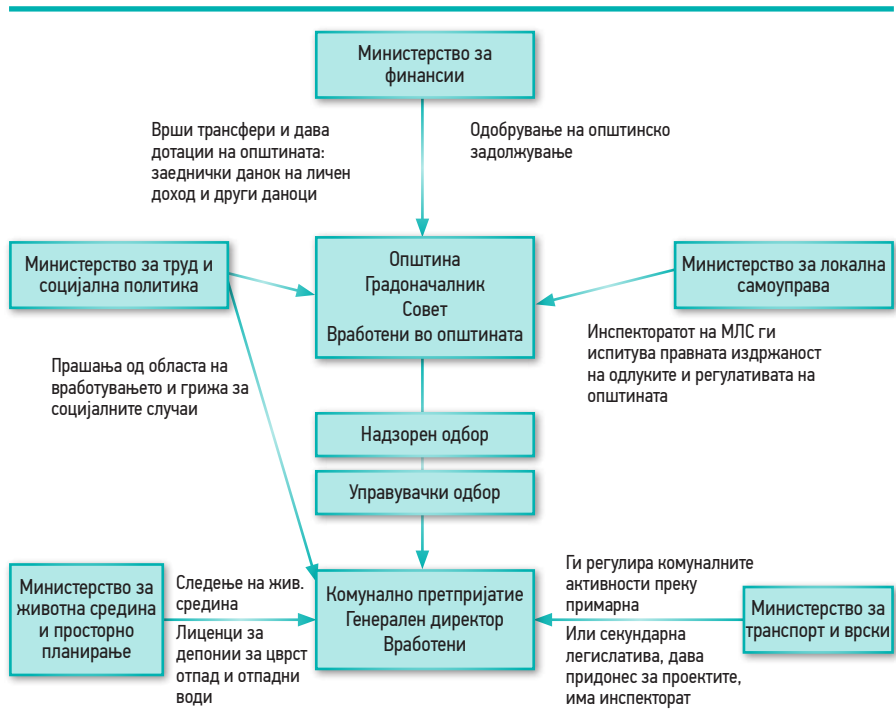 Министерство за
финансии
Врши трансфери и дава
дотации на општината:
заеднички данок на личен
доход и други даноци
Одобрување на општинско
задолжување
Министерство за труд и
социјална политика
Општина
Градоначалник
Совет
Вработени во општината
Министерство за локална
самоуправа
Прашања од областа на
вработувањето и грижа за
социјалните случаи
Инспекторатот на МЛС ги
испитува правната издржаност
на одлуките и регулативата на
општината
Надзорен одбор
Управувачки одбор
Министерство за
животна средина
и просторно
планирање
Следење на жив.
средина
Лиценци за
депонии за цврст
отпад и отпадни
води
Комунално претпријатие
Генерален директор
Вработени
Ги регулира комуналните
активности преку
примарна
Или секундарна
легислатива, дава
придонес за проектите,
има инспекторат
Министерство за
транспорт и врски